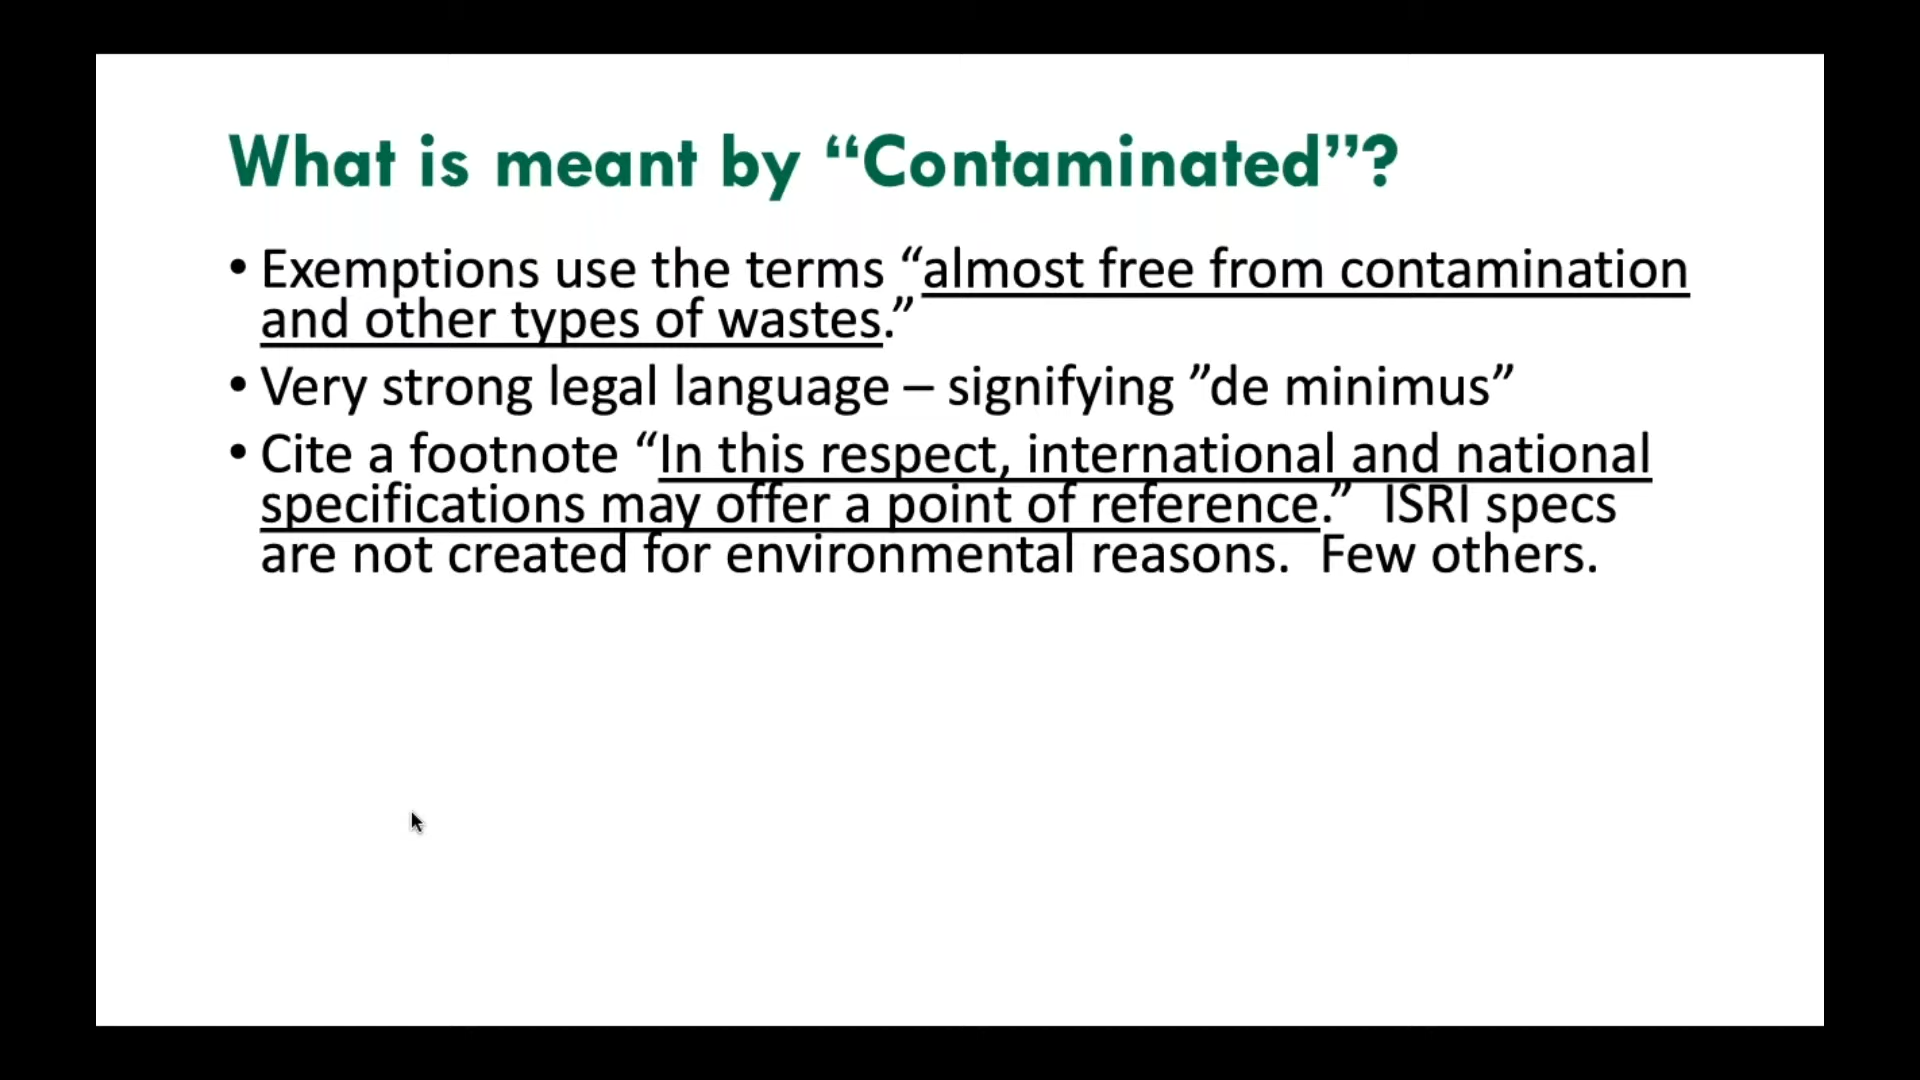 What is meant by “Contaminated”?
• Exemptions use the terms “almost free from contamination
and other types of wastes.”
• Very strong legal language – signifying ”de minimus”
• Cite a footnote “In this respect, international and national
specifications may offer a point of reference.”  ISRI specs
are not created for environmental reasons.  Few others.